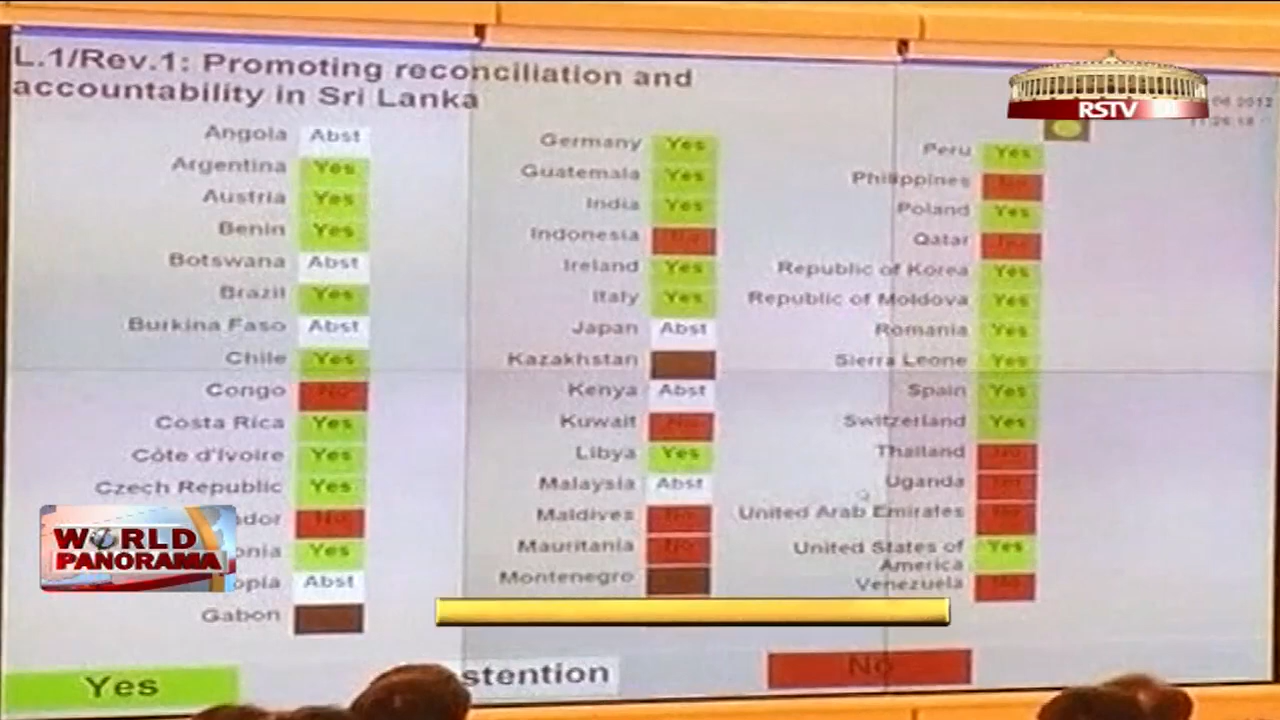 L.1/Rev.1: Promoting reconciliation and
accountability in Sri Lanka
RSTV
Angola Abst
Argentina Yes
Austria Yes
Benin Yes
Botswana Abst
Brazil Yes
Burkina Faso Abst
Chile Yes
Congo No
Costa Rica Yes
Côte d'Ivoire Yes
Czech Republic Yes
ador No
onia Yes
opia Abst
Gabon
Germany Yes
Guatemala Yes
India Yes
Indonesia No
Ireland Yes
Italy Yes
Japan Abst
Kazakhstan
Kenya Abst
Kuwait No
Libya Yes
Malaysia Abst
Maldives No
Mauritania No
Montenegro
Peru Yes
Philippines No
Poland Yes
Qatar No
Republic of Korea Yes
Republic of Moldova Yes
Romania Yes
Sierra Leone Yes
Spain Yes
Switzerland Yes
Thailand No
Uganda No
United Arab Emirates No
United States of Yes
America
Venezuela No
WORLD
PANORAMA
Yes
stention
No